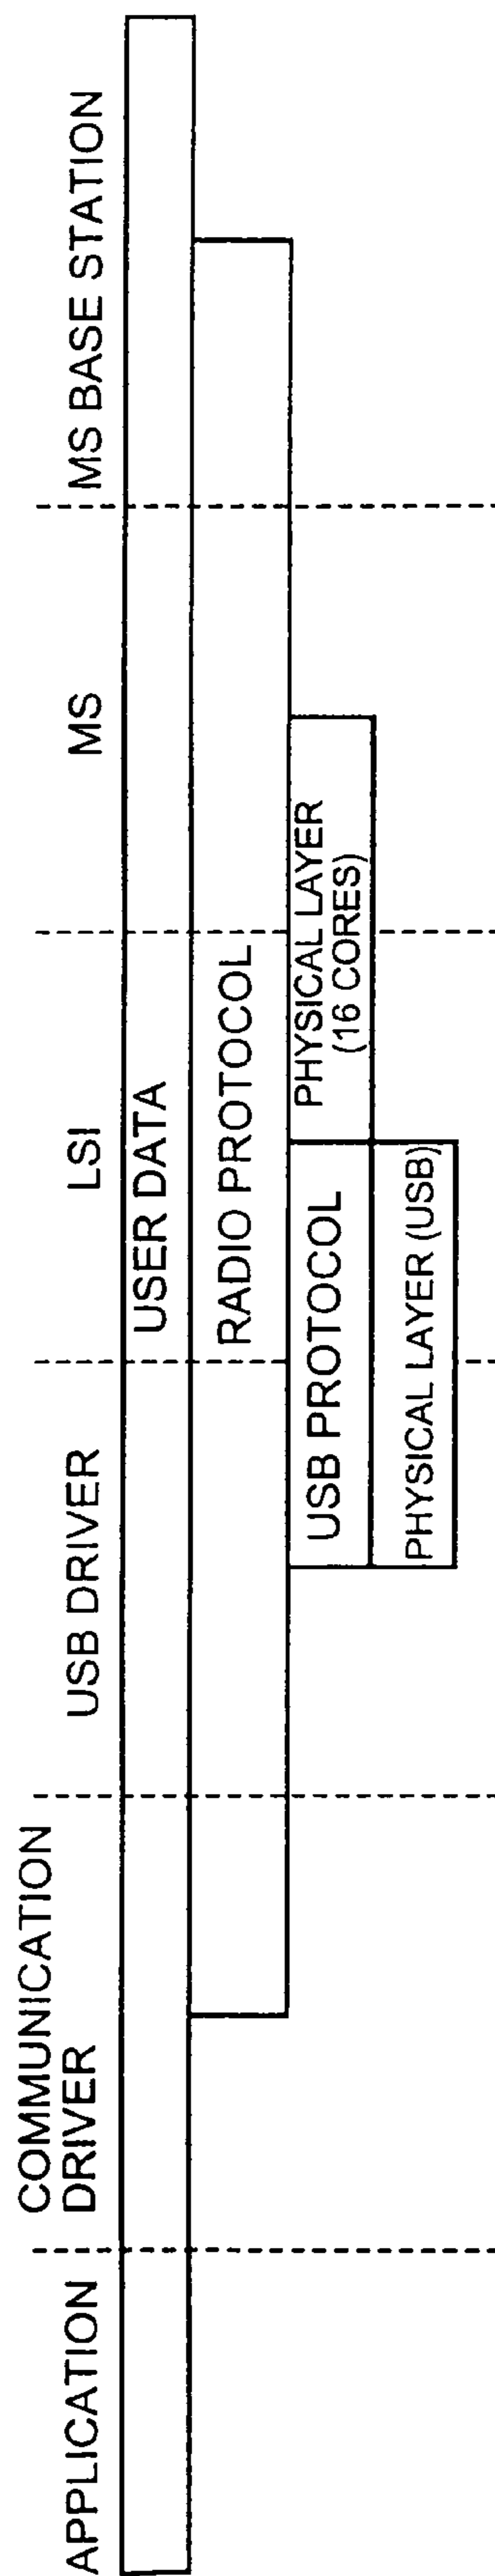 APPLICATION
COMMUNICATION
DRIVER
USB DRIVER
LSI
MS
MS BASE STATION
USER DATA
RADIO PROTOCOL
USB PROTOCOL
PHYSICAL LAYER
(16 CORES)
PHYSICAL LAYER (USB)